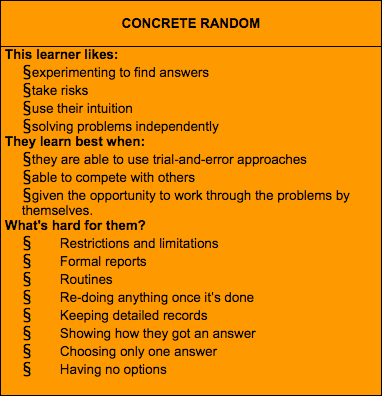 CONCRETE RANDOM
This learner likes:
§experimenting to find answers
§take risks
§use their intuition
§solving problems independently
They learn best when:
§they are able to use trial-and-error approaches
§able to compete with others
§given the opportunity to work through the problems by
themselves.
What's hard for them?
§ Restrictions and limitations
§ Formal reports
§ Routines
§ Re-doing anything once it's done
§ Keeping detailed records
§ Showing how they got an answer
§ Choosing only one answer
§ Having no options